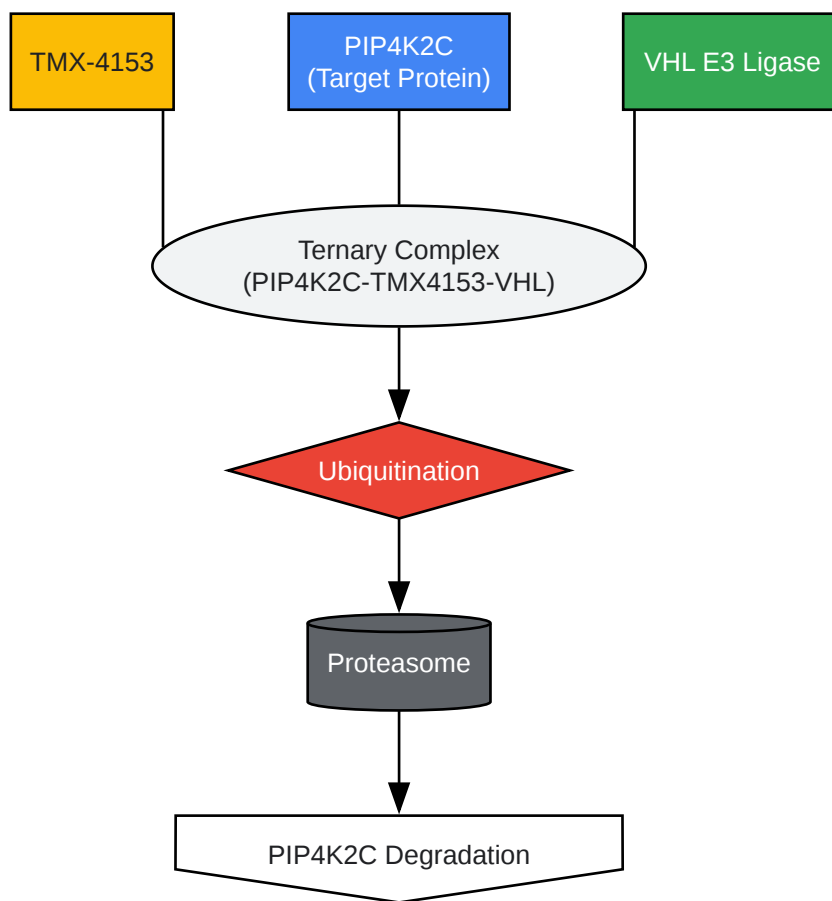 TMX-4153
PIP4K2C
(Target Protein)
VHL E3 Ligase
Ternary Complex
(PIP4K2C-TMX4153-VHL)
Ubiquitination
Proteasome
PIP4K2C Degradation